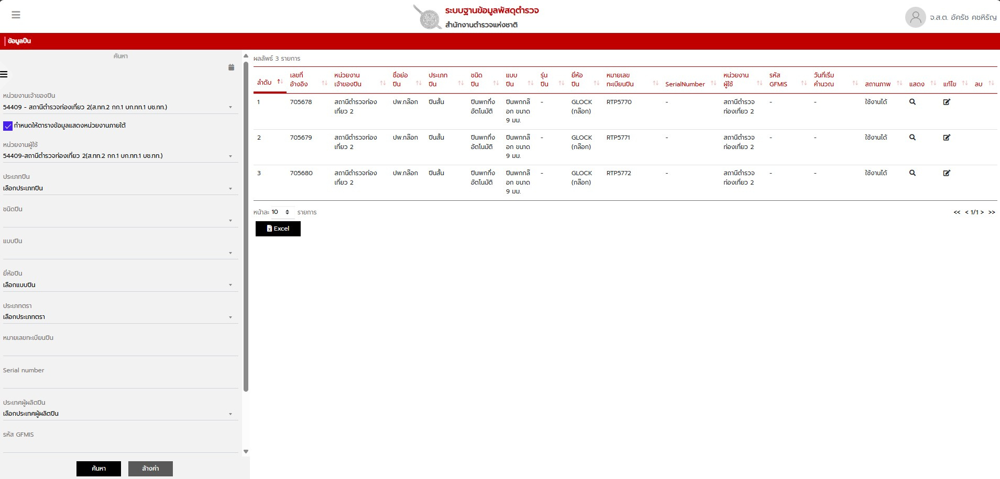 ระบบฐานข้อมูลพัสดุตำรวจ
สำนักงานตำรวจแห่งชาติ
จ.ส.ต. อัครัช คชหิรัญ
ข้อมูลปืน
ค้นหา
หน่วยงานเจ้าของปืน
54409 - สถานีตำรวจท่องเที่ยว 2(ส.ทท.2 กก.1 บก.ทท.1 บช.ทท.)
กำหนดให้ตารางข้อมูลแสดงหน่วยงานภายใต้
หน่วยงานผู้ใช้
54409-สถานีตำรวจท่องเที่ยว 2(ส.ทท.2 กก.1 บก.ทท.1 บช.ทท.)
ประเภทปืน
เลือกประเภทปืน
ชนิดปืน
แบบปืน
ยี่ห้อปืน
เลือกแบบปืน
ประเภทตรา
เลือกประเภทตรา
หมายเลขทะเบียนปืน
Serial number
ประเทศผู้ผลิตปืน
เลือกประเทศผู้ผลิตปืน
รหัส GFMIS
ค้นหา ล้างค่า
ผลลัพธ์ 3 รายการ
ลำดับ เลขที่อ้างอิง หน่วยงานเจ้าของปืน ชื่อย่อปืน ประเภทปืน ชนิดปืน แบบปืน รุ่นปืน ยี่ห้อปืน หมายเลขทะเบียนปืน SerialNumber หน่วยงานผู้ใช้ รหัส GFMIS วันที่เริ่มคำนวณ สถานภาพ แสดง แก้ไข ลบ
1 705678 สถานีตำรวจท่องเที่ยว 2 ปพ.กล๊อก ปืนสั้น ปืนพกกึ่งอัตโนมัติ ปืนพกกล๊อก ขนาด 9 มม. - GLOCK (กล๊อก) RTP5770 - สถานีตำรวจท่องเที่ยว 2 - - ใช้งานได้
2 705679 สถานีตำรวจท่องเที่ยว 2 ปพ.กล๊อก ปืนสั้น ปืนพกกึ่งอัตโนมัติ ปืนพกกล๊อก ขนาด 9 มม. - GLOCK (กล๊อก) RTP5771 - สถานีตำรวจท่องเที่ยว 2 - - ใช้งานได้
3 705680 สถานีตำรวจท่องเที่ยว 2 ปพ.กล๊อก ปืนสั้น ปืนพกกึ่งอัตโนมัติ ปืนพกกล๊อก ขนาด 9 มม. - GLOCK (กล๊อก) RTP5772 - สถานีตำรวจท่องเที่ยว 2 - - ใช้งานได้
หน้าละ 10 รายการ
<< < 1/1 > >>
Excel